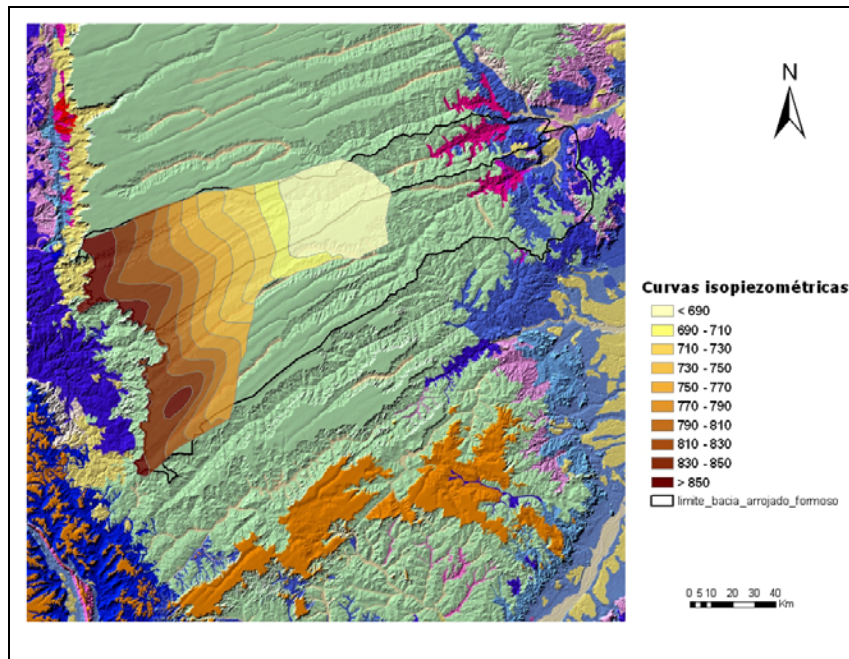 N
Curvas isopiezométricas
< 690
690 - 710
710 - 730
730 - 750
750 - 770
770 - 790
790 - 810
810 - 830
830 - 850
> 850
limite_bacia_arrojado_formoso
0 5 10 20 30 40
Km